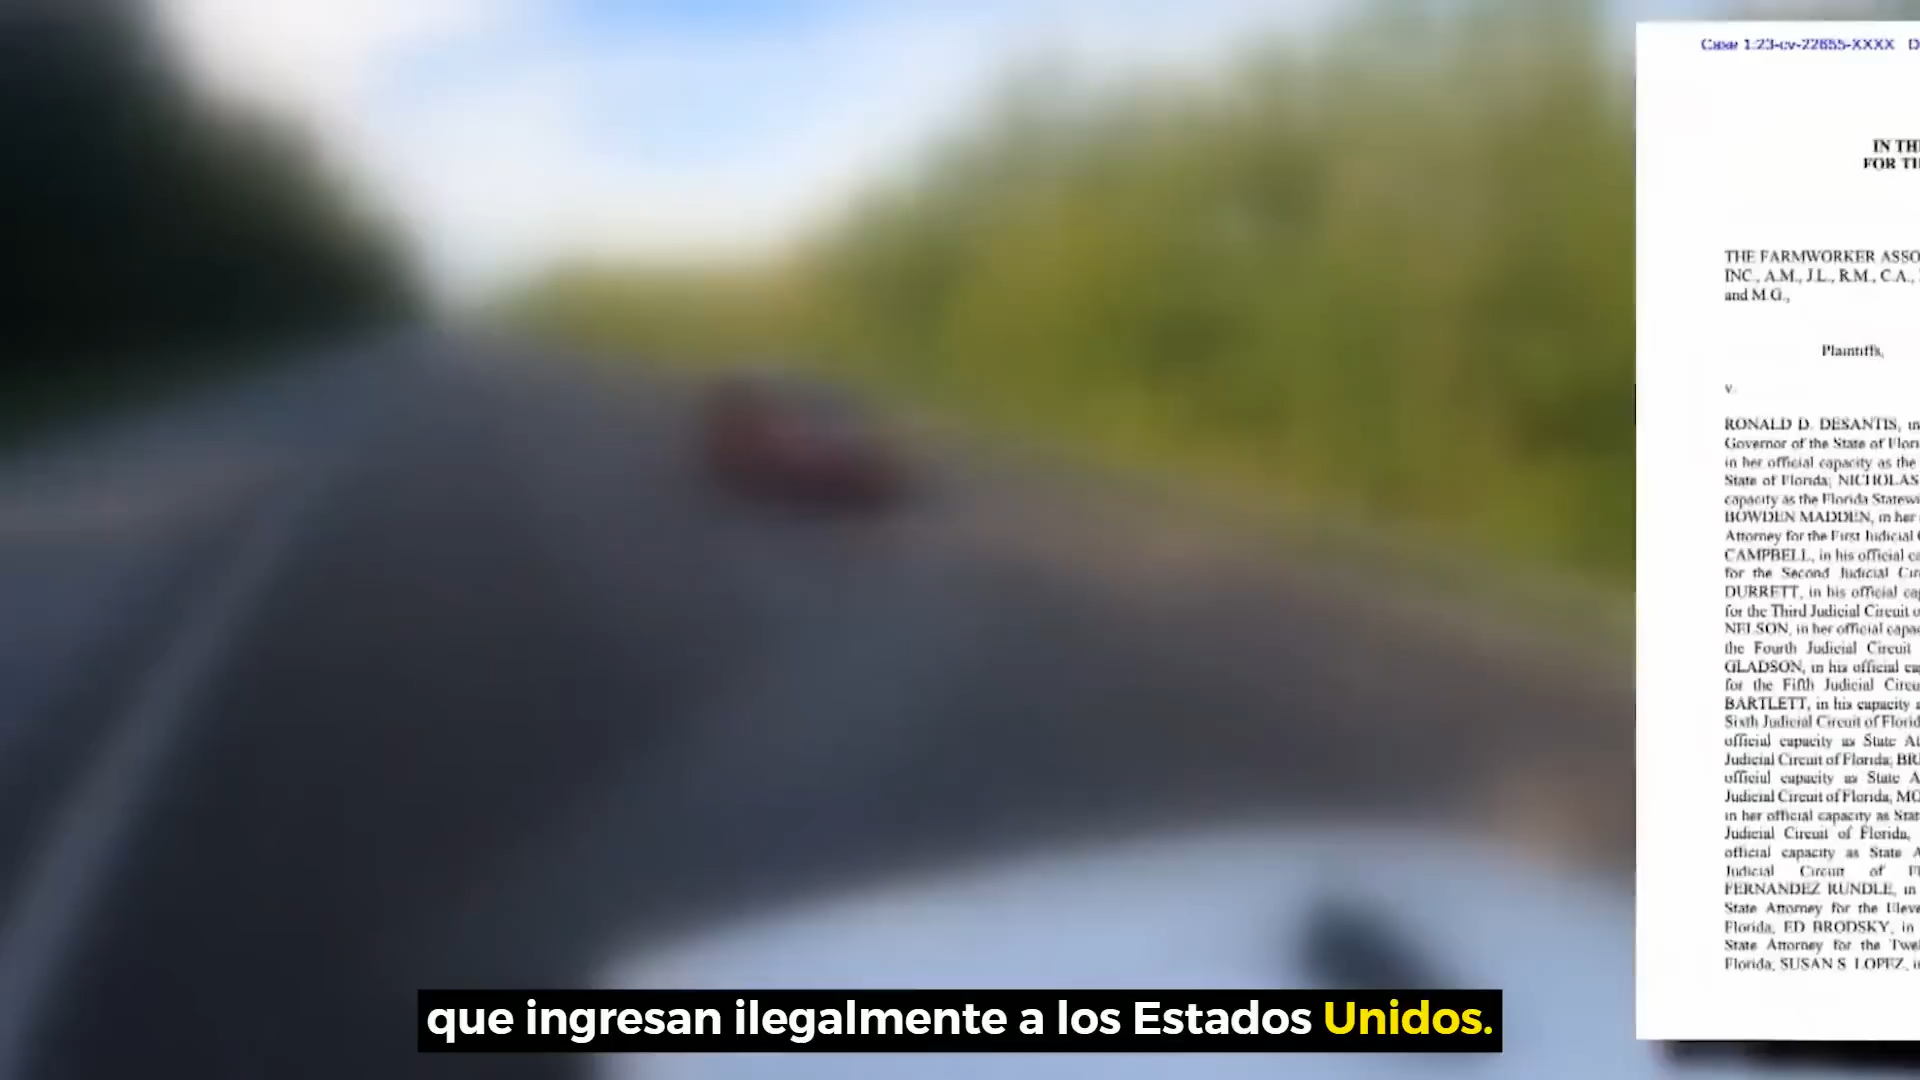 Case 1:23-cv-22655-XXXX D
IN TH
FOR TH
THE FARMWORKER ASSO
INC., A.M., J.L., R.M., C.A.,
and M.G.,
Plaintiffs,
v.
RONALD D. DESANTIS, in
Governor of the State of Flori
in her official capacity as the
State of Florida; NICHOLAS
capacity as the Florida Statewi
BOWDEN MADDEN, in her
Attorney for the First Judicial C
CAMPBELL, in his official ca
for the Second Judicial Cir
DURRETT, in his official cap
for the Third Judicial Circuit o
NELSON, in her official capac
the Fourth Judicial Circuit
GLADSON, in his official ca
for the Fifth Judicial Circu
BARTLETT, in his capacity a
Sixth Judicial Circuit of Florid
official capacity as State At
Judicial Circuit of Florida; BR
official capacity as State A
Judicial Circuit of Florida, MO
in her official capacity as Stat
Judicial Circuit of Florida,
official capacity as State A
Judicial Circuit of Fl
FERNANDEZ RUNDLE, in
State Attorney for the Eleve
Florida, ED BRODSKY, in
State Attorney for the Twe
Florida; SUSAN S. LOPEZ, in
que ingresan ilegalmente a los Estados Unidos.